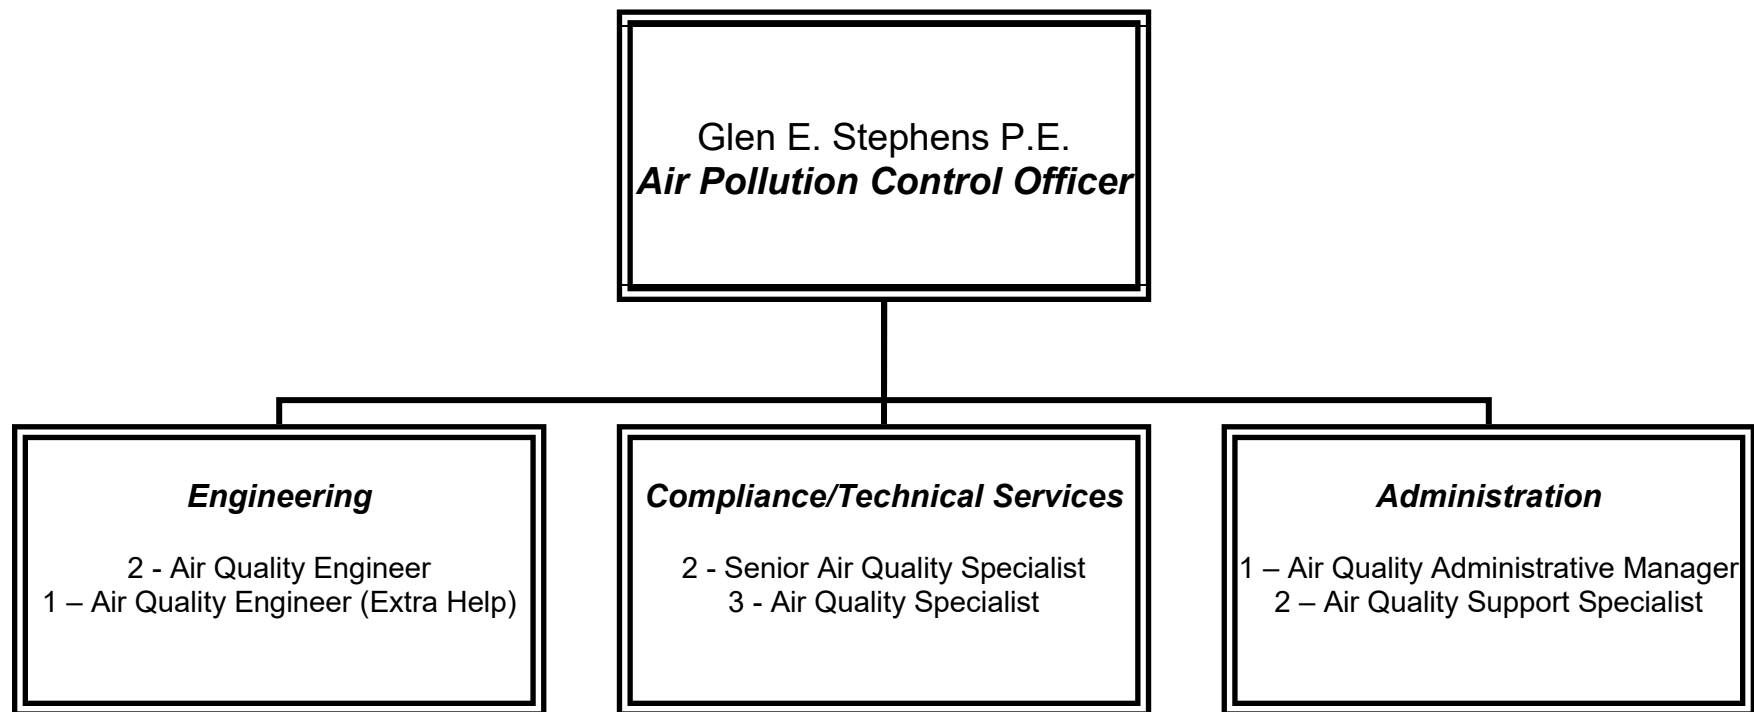 Glen E. Stephens P.E.
Air Pollution Control Officer
Engineering
2 - Air Quality Engineer
1 – Air Quality Engineer (Extra Help)
Compliance/Technical Services
2 - Senior Air Quality Specialist
3 - Air Quality Specialist
Administration
1 – Air Quality Administrative Manager
2 – Air Quality Support Specialist